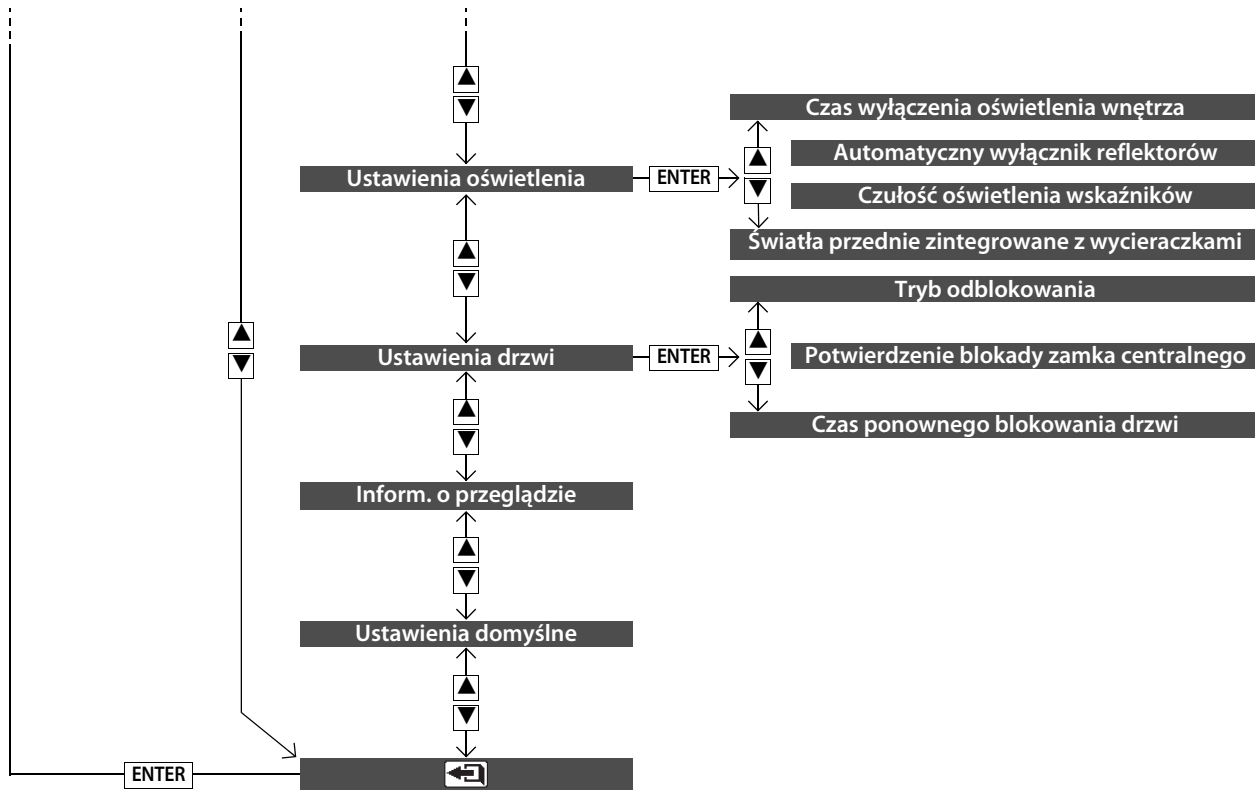 Czas wyłączenia oświetlenia wnętrza
Automatyczny wyłącznik reflektorów
Ustawienia oświetlenia
ENTER
Czułość oświetlenia wskaźników
Światła przednie zintegrowane z wycieraczkami
Tryb odblokowania
Ustawienia drzwi
ENTER
Potwierdzenie blokady zamka centralnego
Czas ponownego blokowania drzwi
Inform. o przeglądzie
Ustawienia domyślne
ENTER